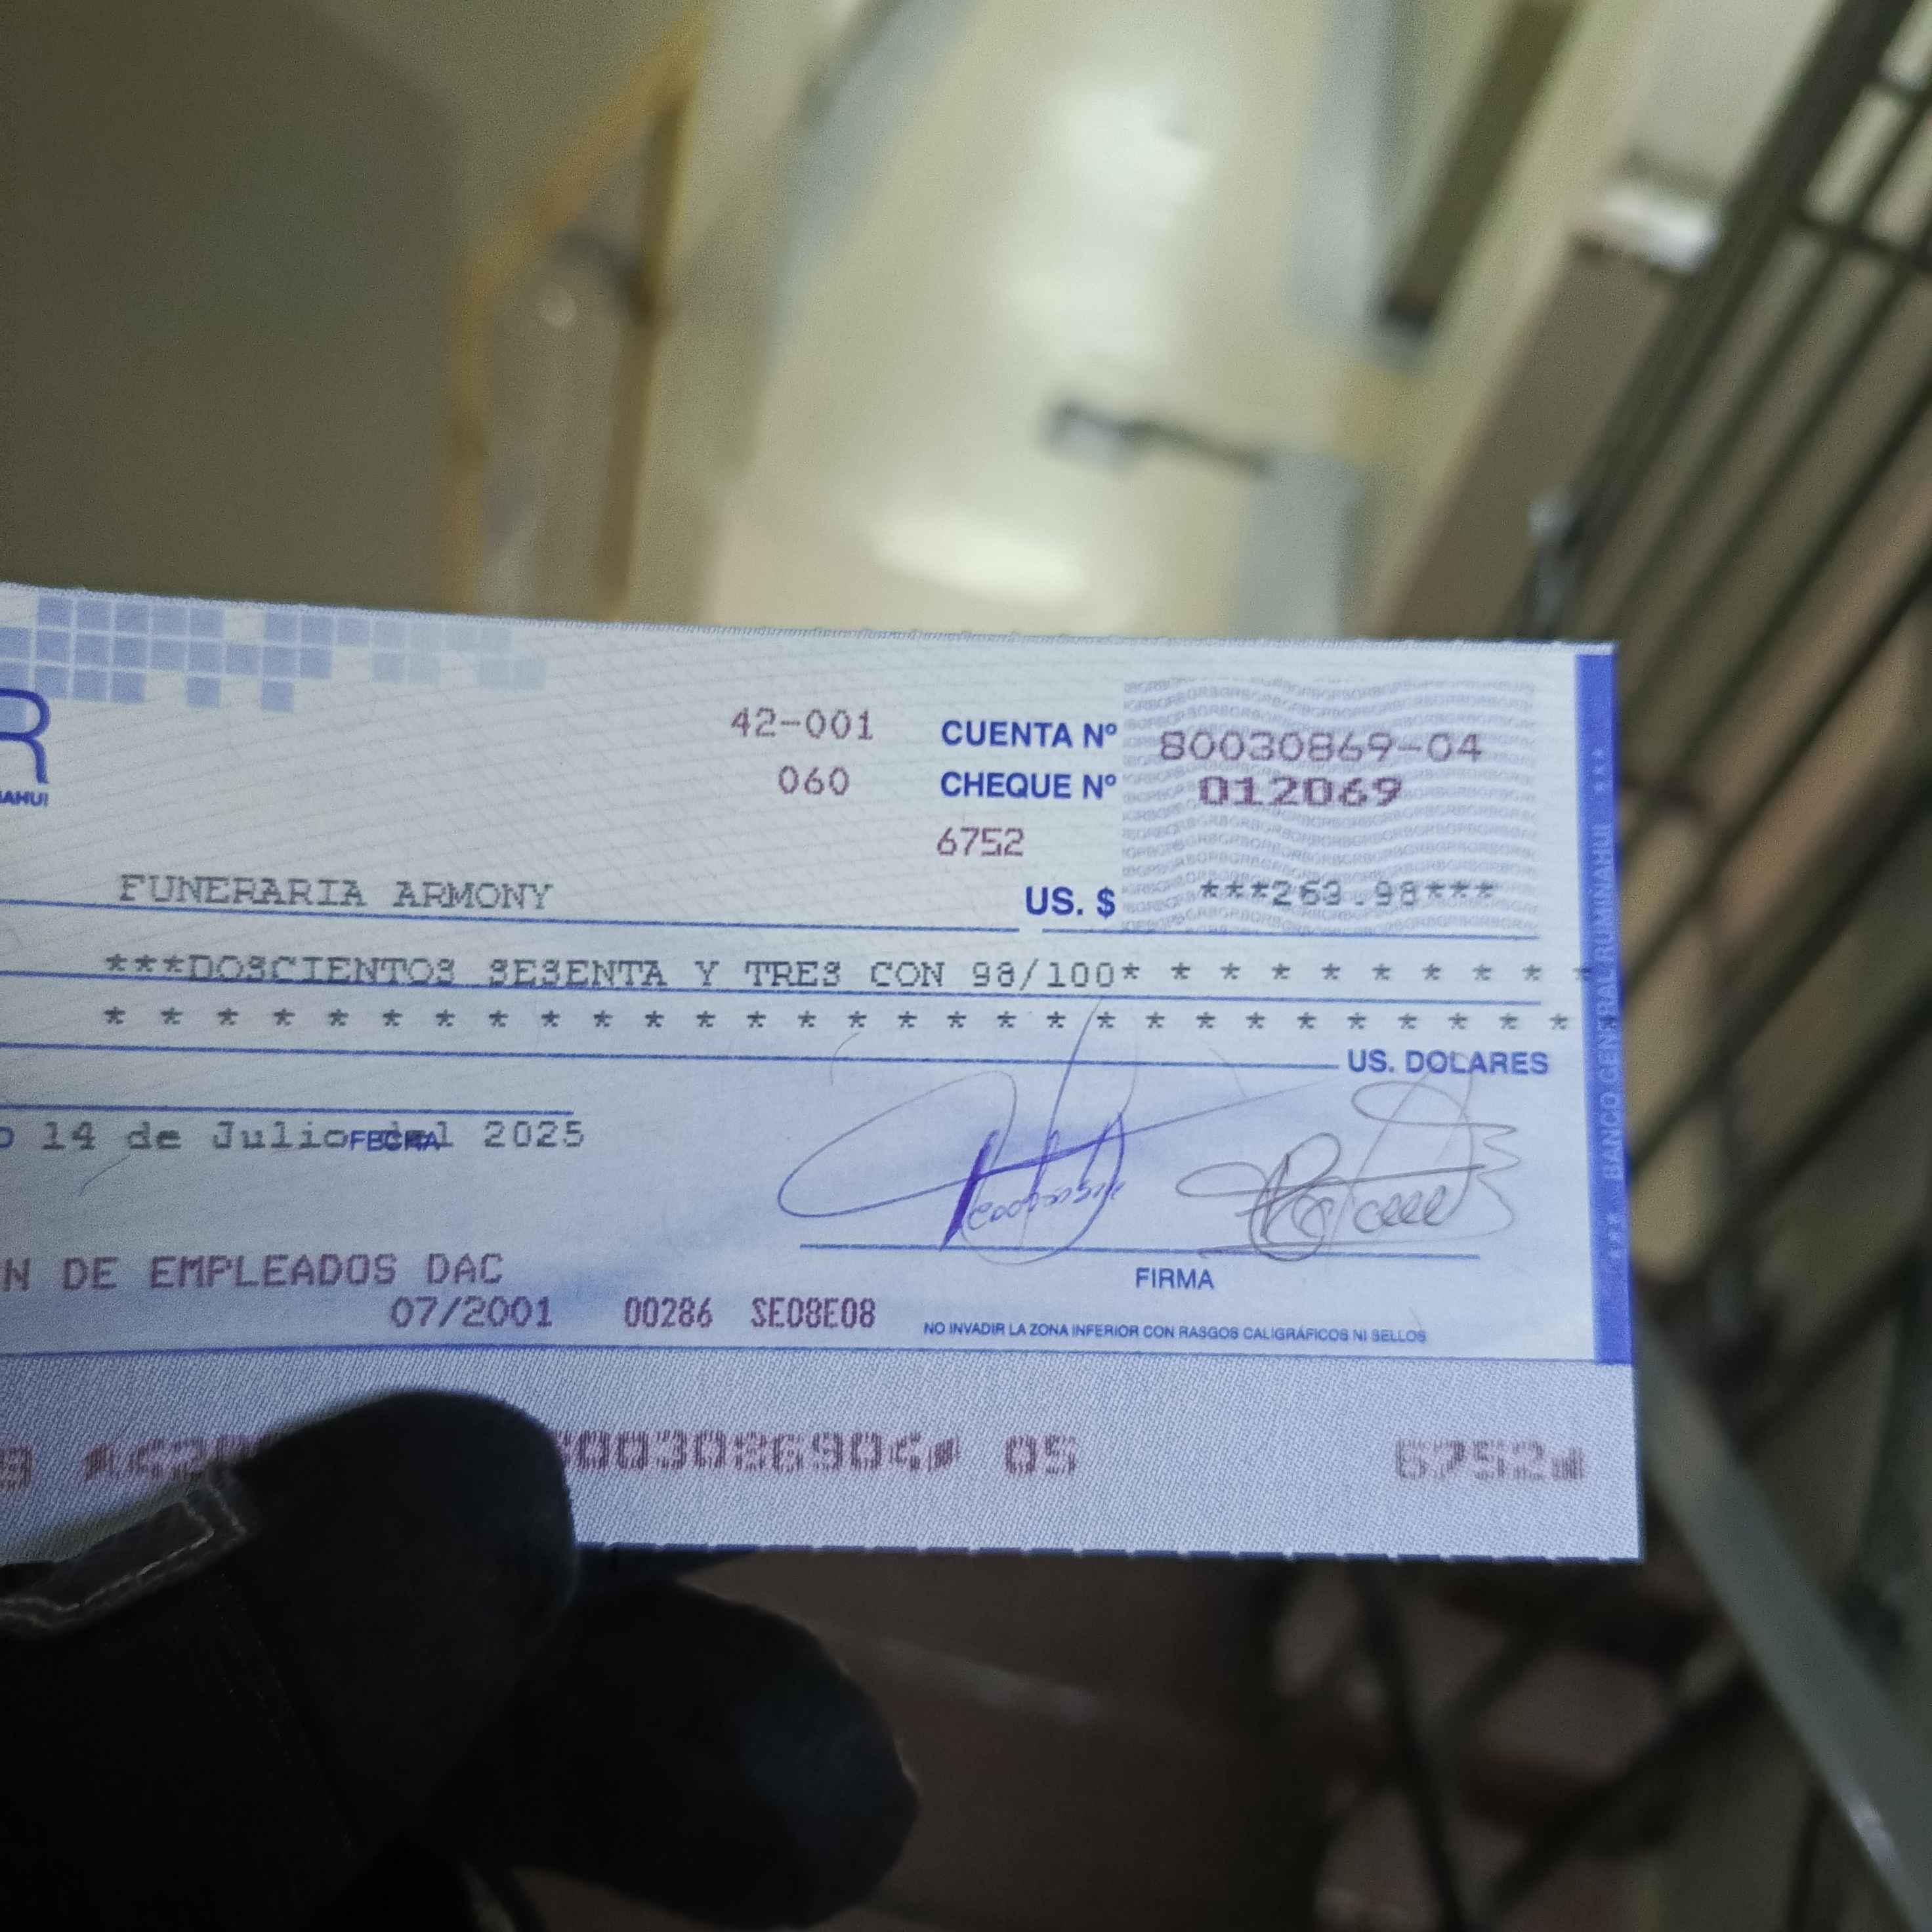 R
42-001 CUENTA Nº 80030869-04
060 CHEQUE Nº 012069
6752
FUNERARIA ARMONY US. $ ***263.98***
***DOSCIENTOS SESENTA Y TRES CON 98/100* * * * * * * * * *
* * * * * * * * * * * * * * * * * * * * * * * * * * * * *
US. DOLARES
14 de Julio del 2025
FECHA
N DE EMPLEADOS DAC
FIRMA
07/2001 00286 SE08E08
NO INVADIR LA ZONA INFERIOR CON RASGOS CALIGRÁFICOS NI SELLOS
003086904 05 6752
*** BANCO GENERAL RUMIÑAHUI ***